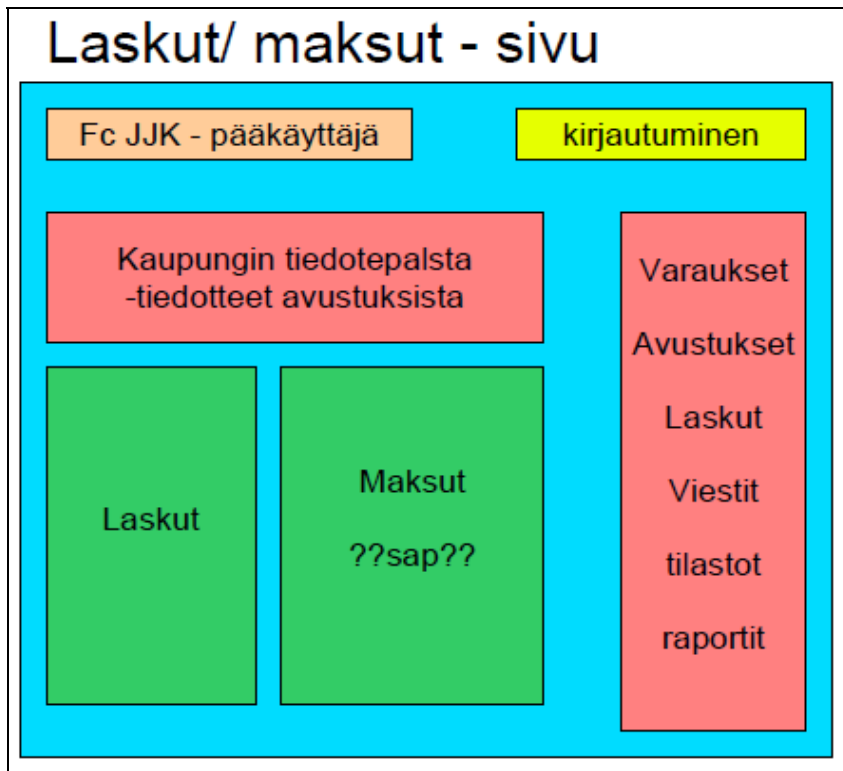 Laskut/ maksut - sivu
Fc JJK - pääkäyttäjä
kirjautuminen
Kaupungin tiedotepalsta
-tiedotteet avustuksista
Laskut
Maksut
??sap??
Varaukset
Avustukset
Laskut
Viestit
tilastot
raportit